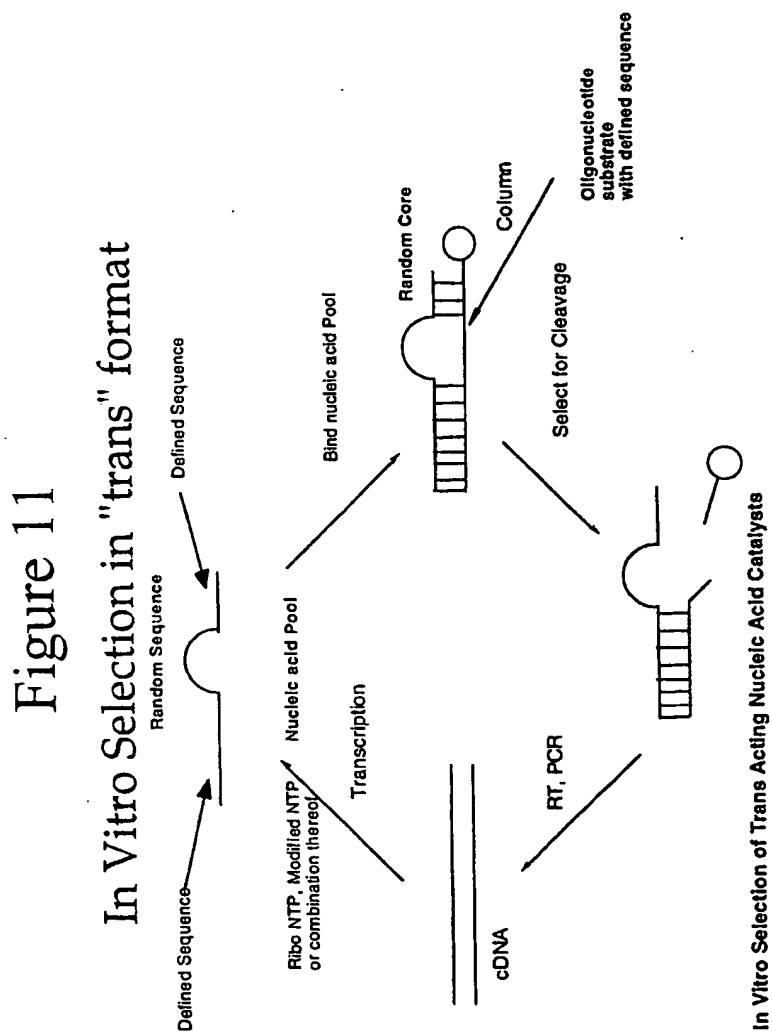 Figure 11
In Vitro Selection in "trans" format
Random Sequence
Defined Sequence
Defined Sequence
Ribo NTP, Modified NTP
or combination thereof
Nucleic acid Pool
Bind nucleic acid Pool
Transcription
Random Core
Column
cDNA
Oligonucleotide
substrate
with defined sequence
RT, PCR
Select for Cleavage
In Vitro Selection of Trans Acting Nucleic Acid Catalysts